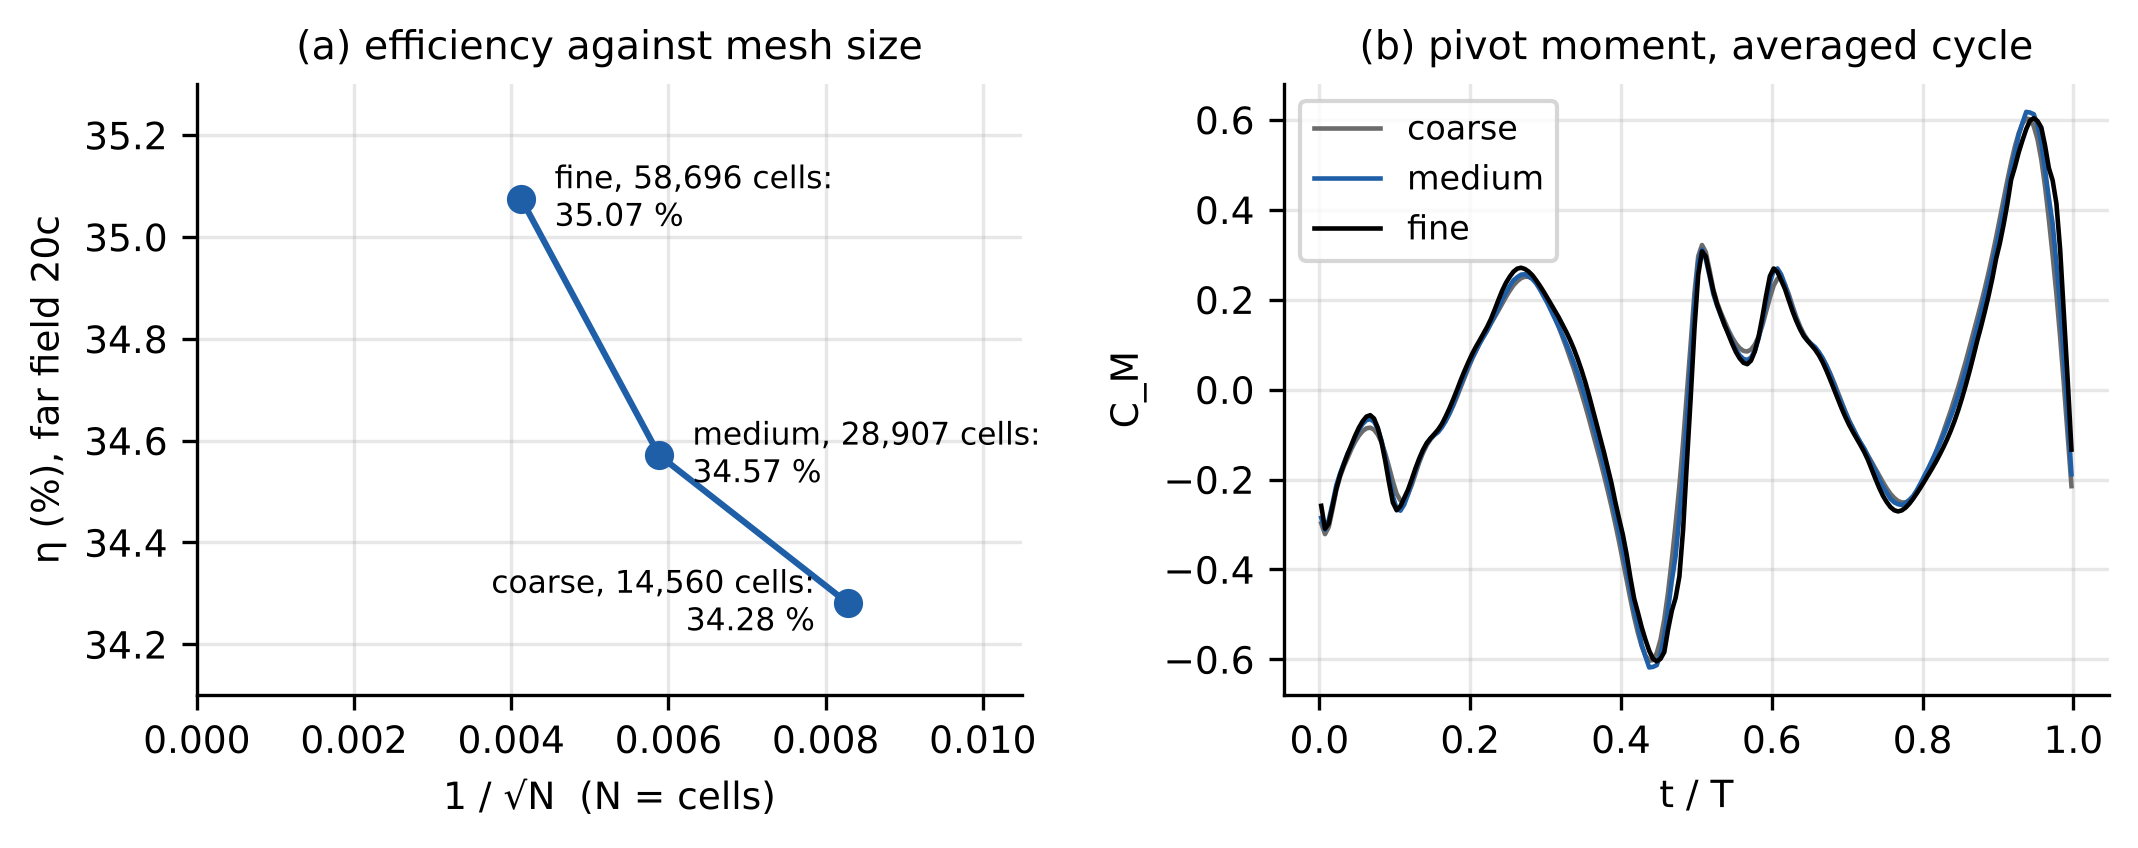 (a) efficiency against mesh size
η (%), far field 20c
35.2
35.0
34.8
34.6
34.4
34.2
fine, 58,696 cells:
35.07 %
medium, 28,907 cells:
34.57 %
coarse, 14,560 cells:
34.28 %
0.000 0.002 0.004 0.006 0.008 0.010
1 / √N (N = cells)
(b) pivot moment, averaged cycle
C_M
0.6
0.4
0.2
0.0
−0.2
−0.4
−0.6
coarse
medium
fine
0.0 0.2 0.4 0.6 0.8 1.0
t / T